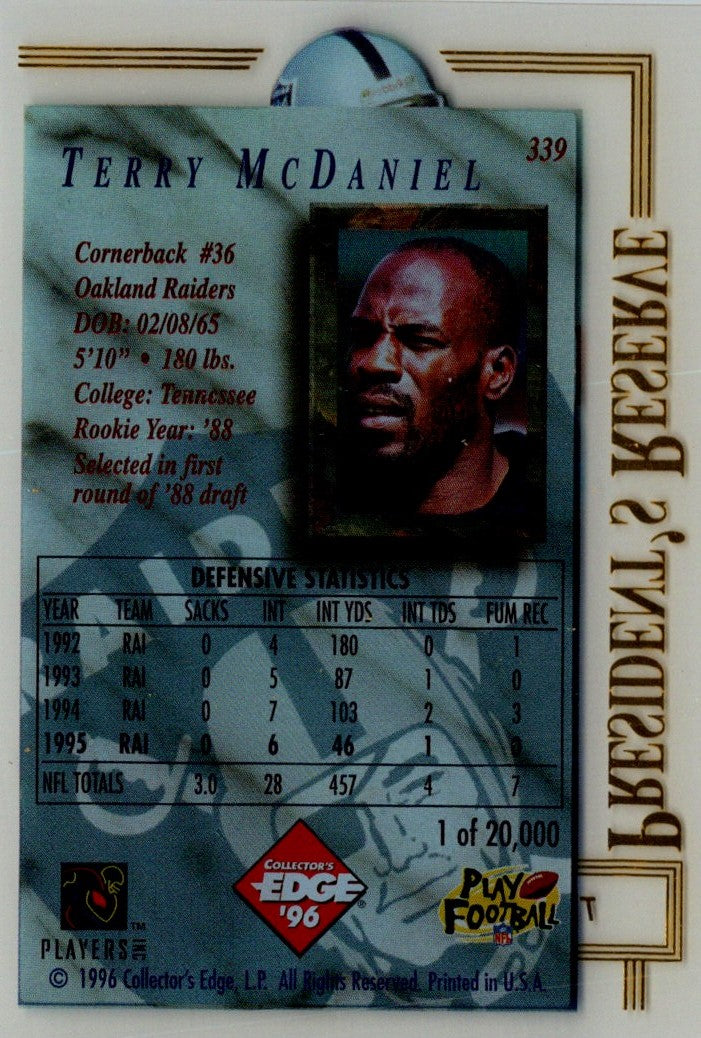 339
TERRY MCDANIEL
Cornerback #36
Oakland Raiders
DOB: 02/08/65
5'10" • 180 lbs.
College: Tennessee
Rookie Year: '88
Selected in first
round of '88 draft
PRESIDENT'S RESERVE
DEFENSIVE STATISTICS
YEAR TEAM SACKS INT INT YDS INT TDS FUM REC
1992 RAI 0 4 180 0 1
1993 RAI 0 5 87 1 0
1994 RAI 0 7 103 2 3
1995 RAI 0 6 46 1 0
NFL TOTALS 3.0 28 457 4 7
1 of 20,000
COLLECTOR'S
EDGE®
'96
PLAY
FOOTBALL
NFL
T
™
PLAYERS INC
© 1996 Collector's Edge, L.P. All Rights Reserved. Printed in U.S.A.